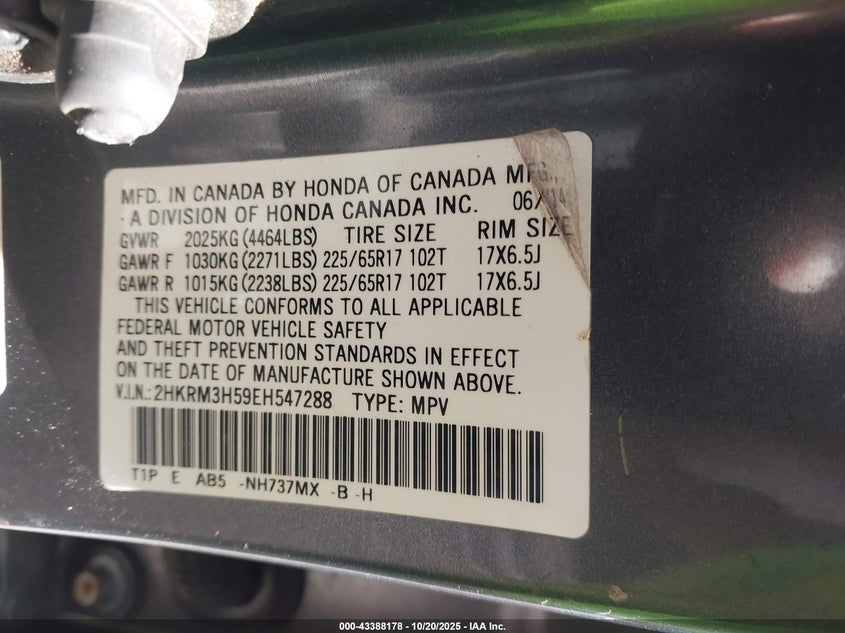 MFD. IN CANADA BY HONDA OF CANADA MFG.,
A DIVISION OF HONDA CANADA INC. 06/14
GVWR 2025KG (4464LBS) TIRE SIZE RIM SIZE
GAWR F 1030KG (2271LBS) 225/65R17 102T 17X6.5J
GAWR R 1015KG (2238LBS) 225/65R17 102T 17X6.5J
THIS VEHICLE CONFORMS TO ALL APPLICABLE
FEDERAL MOTOR VEHICLE SAFETY
AND THEFT PREVENTION STANDARDS IN EFFECT
ON THE DATE OF MANUFACTURE SHOWN ABOVE.
V.I.N.: 2HKRM3H59EH547288 TYPE: MPV
T1P E AB5 -NH737MX -B -H
000-43388178 - 10/20/2025 - IAA Inc.